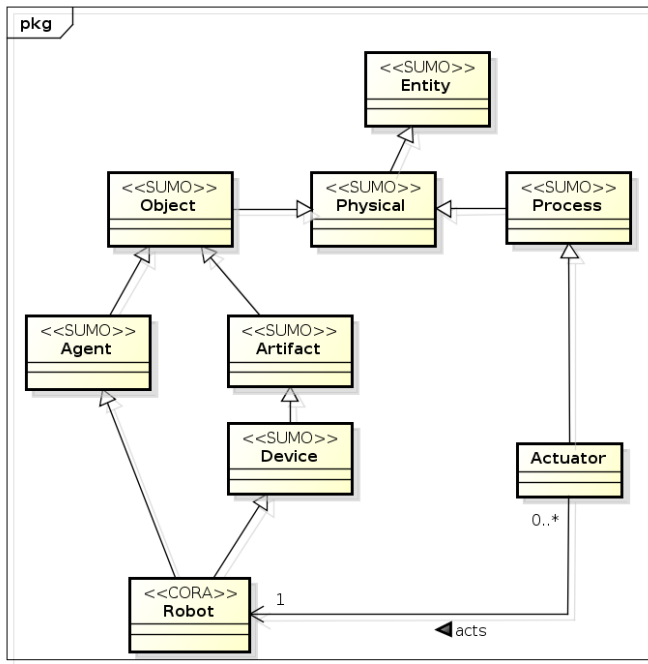 pkg
<<SUMO>>
Entity
<<SUMO>>
Object
<<SUMO>>
Physical
<<SUMO>>
Process
<<SUMO>>
Agent
<<SUMO>>
Artifact
<<SUMO>>
Device
Actuator
0..*
<<CORA>>
Robot
1
acts